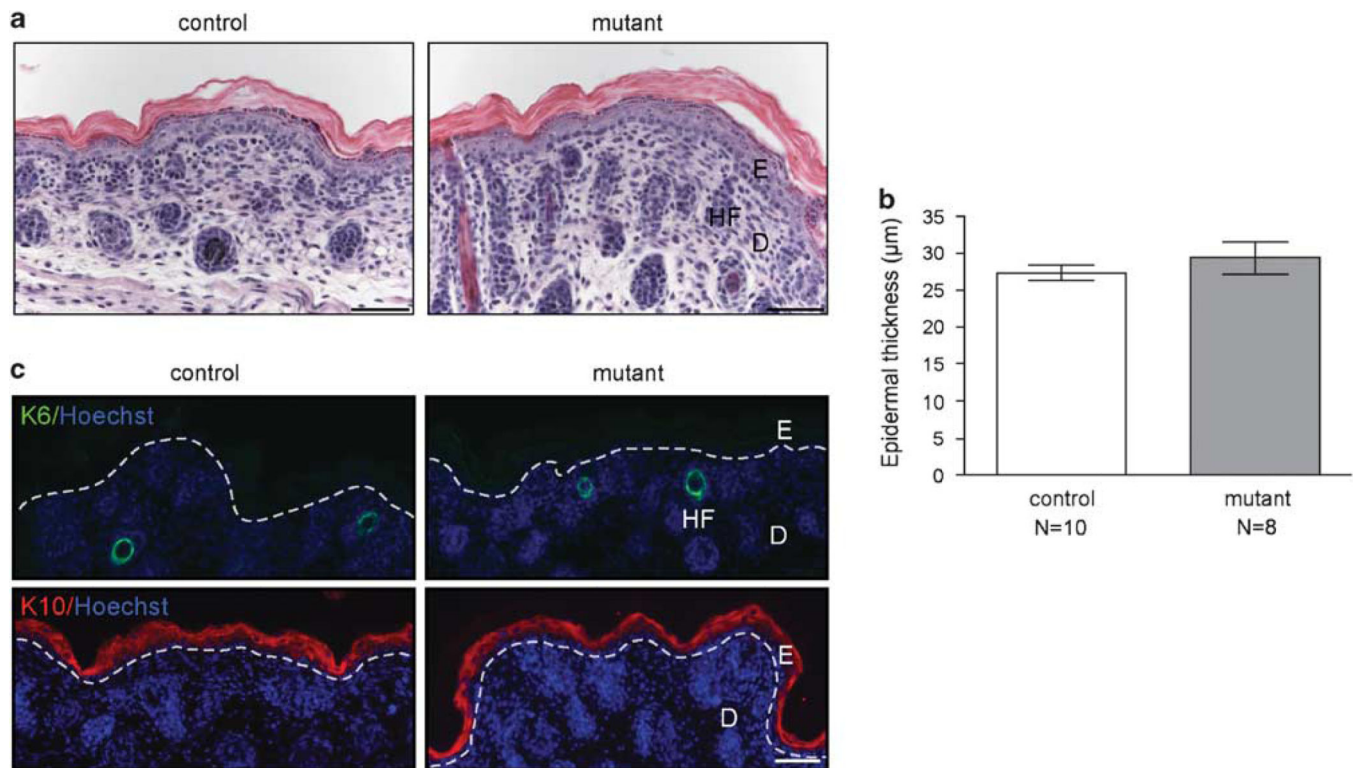 a
control
mutant
E
HF
D
b
Epidermal thickness (µm)
35
30
25
20
15
10
5
0
control
mutant
N=10
N=8
c
control
mutant
K6/Hoechst
E
HF
D
K10/Hoechst
E
D